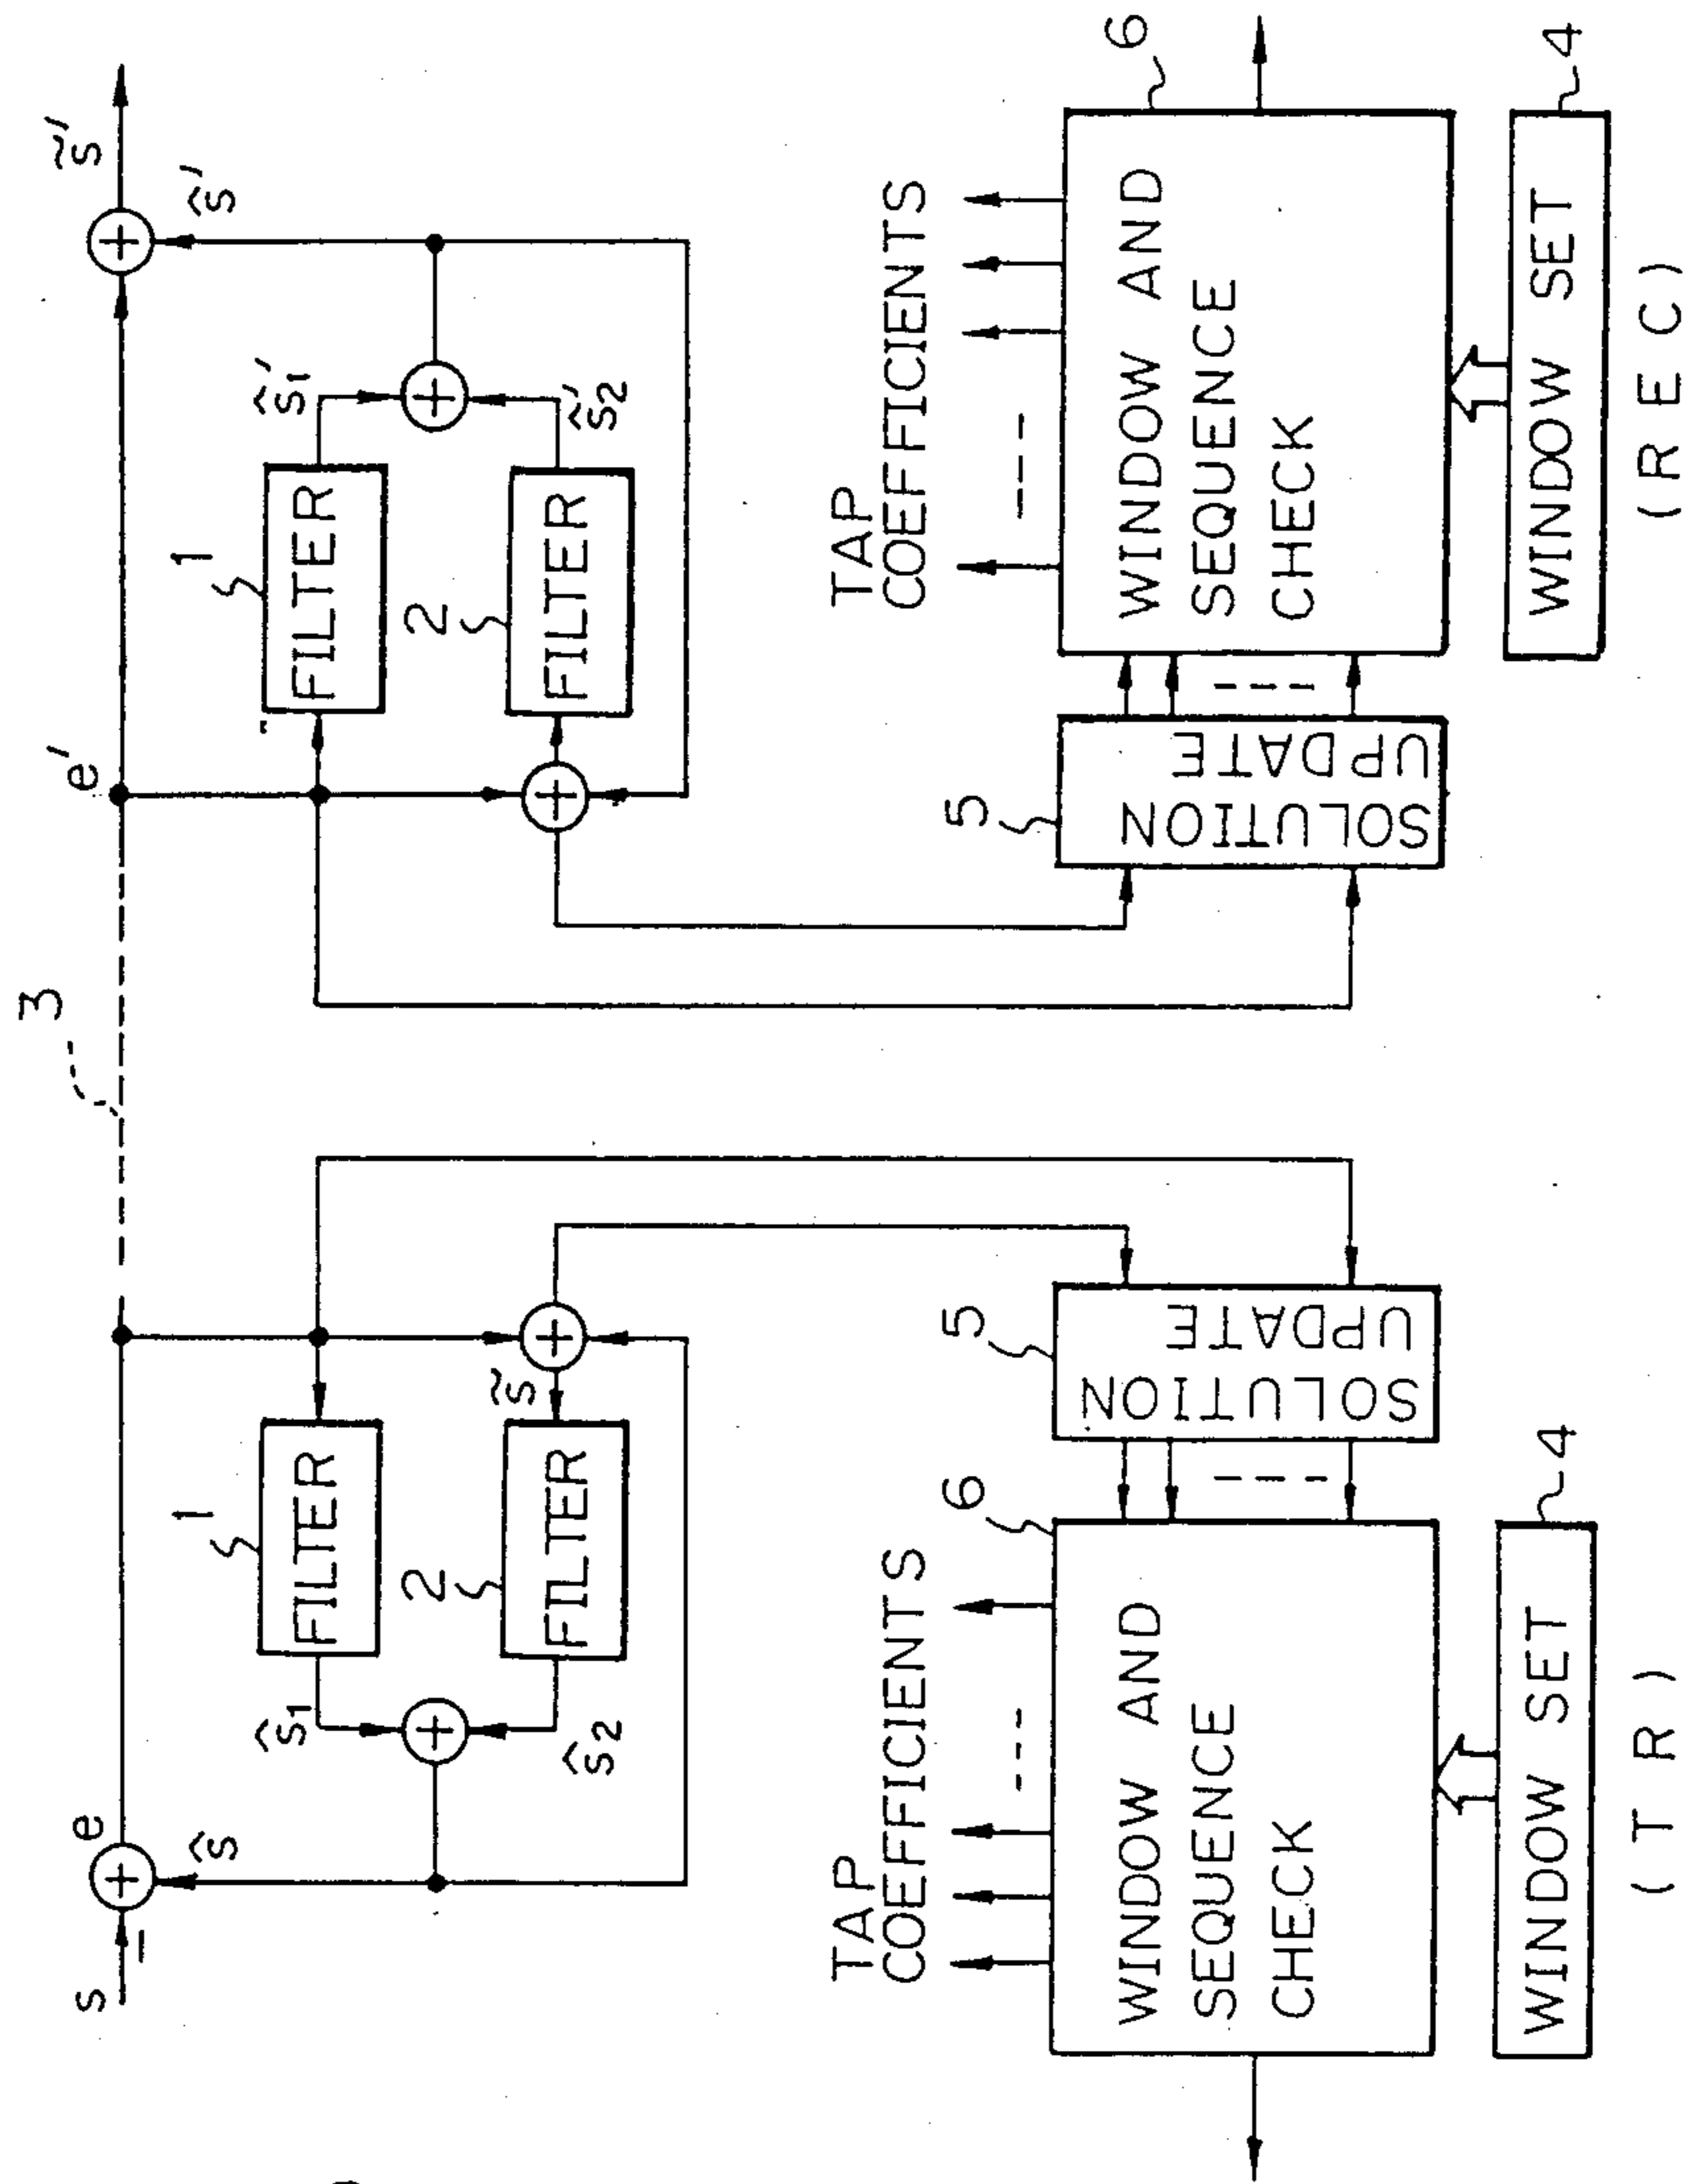 3
s
e
ŝ
e'
s̃'
ŝ'
1
FILTER
ŝ1
2
FILTER
ŝ2
s̃
1
FILTER
ŝ'1
2
FILTER
ŝ'2
TAP
COEFFICIENTS
6
WINDOW AND
SEQUENCE
CHECK
5
SOLUTION
UPDATE
WINDOW SET
4
(TR)
TAP
COEFFICIENTS
5
SOLUTION
UPDATE
6
WINDOW AND
SEQUENCE
CHECK
WINDOW SET
4
(REC)